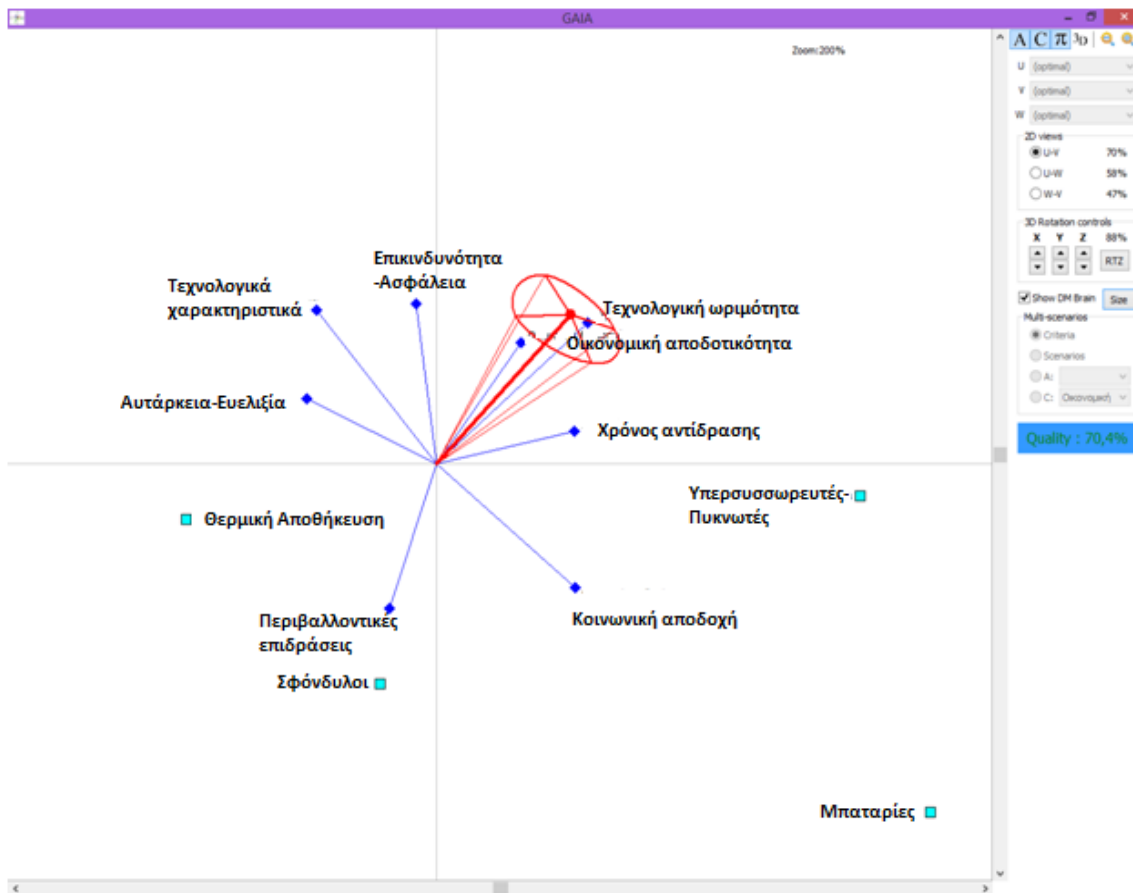 GAIA
Zoom: 200%
A C π 3D
U (optimal)
V (optimal)
W (optimal)
2D views
U-V 70%
U-W 58%
W-V 47%
3D Rotation controls
X Y Z 88%
RTZ
Show DM Brain Size
Multi-scenarios
Criteria
Scenarios
A:
C: Οικονομική
Quality : 70,4%
Επικινδυνότητα
-Ασφάλεια
Τεχνολογικά
χαρακτηριστικά
Τεχνολογική ωριμότητα
Οικονομική αποδοτικότητα
Αυτάρκεια-Ευελιξία
Χρόνος αντίδρασης
Υπερσυσσωρευτές-
Πυκνωτές
Θερμική Αποθήκευση
Περιβαλλοντικές
επιδράσεις
Κοινωνική αποδοχή
Σφόνδυλοι
Μπαταρίες